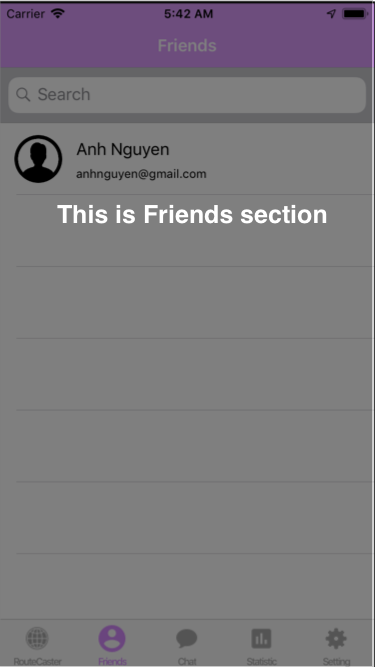 Carrier 5:42 AM
Friends
Search
Anh Nguyen
anhnguyen@gmail.com
This is Friends section
RouteCaster Friends Chat Statistic Setting